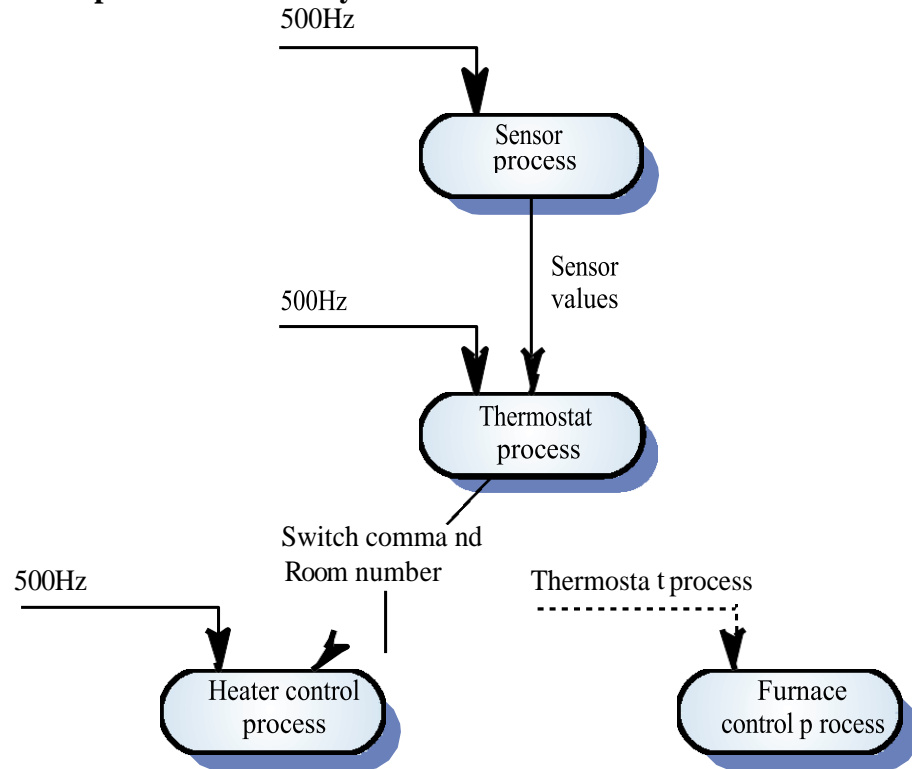 500Hz
Sensor
process
Sensor
values
500Hz
Thermostat
process
Switch comma nd
Room number
500Hz
Thermosta t process
Heater control
process
Furnace
control p rocess